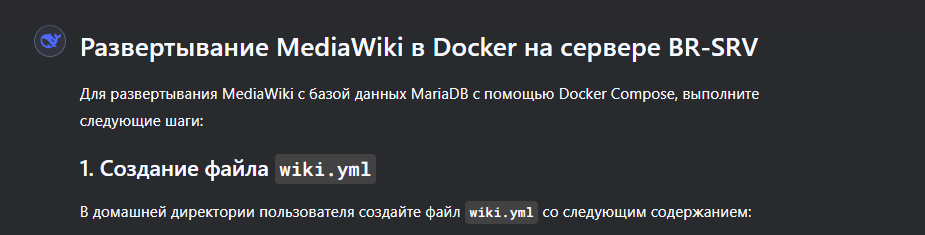 Развертывание MediaWiki в Docker на сервере BR-SRV
Для развертывания MediaWiki с базой данных MariaDB с помощью Docker Compose, выполните
следующие шаги:
1. Создание файла wiki.yml
В домашней директории пользователя создайте файл wiki.yml со следующим содержанием: